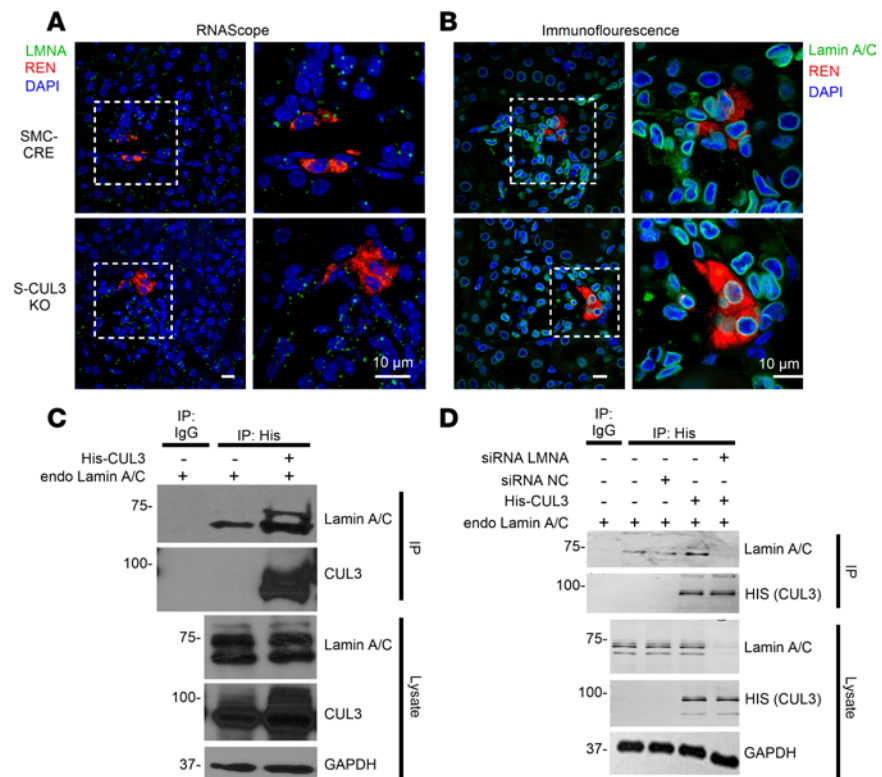 A
RNAScope
LMNA
REN
DAPI
SMC-
CRE
S-CUL3
KO
10 µm
B
Immunoflourescence
Lamin A/C
REN
DAPI
10 µm
C
IP:
IgG
IP: His
His-CUL3 - - +
endo Lamin A/C + + +
75- Lamin A/C
100- CUL3
IP
75- Lamin A/C
100- CUL3
37- GAPDH
Lysate
D
IP:
IgG
IP: His
siRNA LMNA - - - - +
siRNA NC - - + - -
His-CUL3 - - - + +
endo Lamin A/C + + + + +
75- Lamin A/C
100- HIS (CUL3)
IP
75- Lamin A/C
100- HIS (CUL3)
37- GAPDH
Lysate